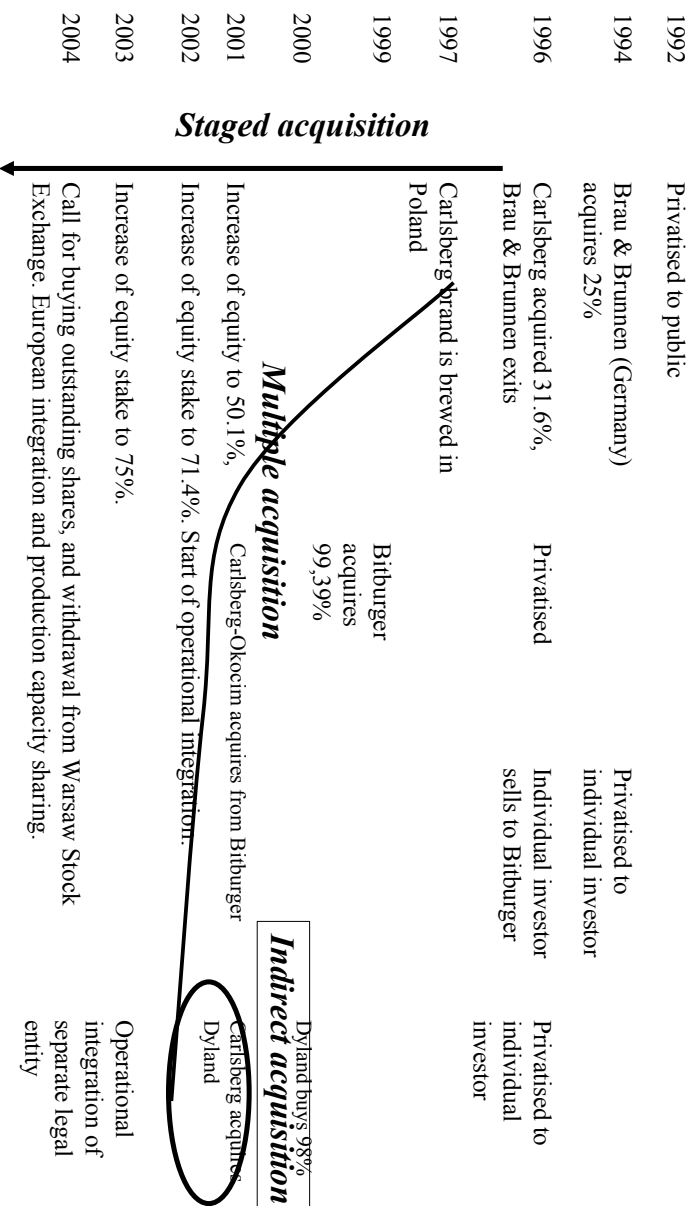 1992
Privatised to public
1994
Brau & Brunnen (Germany)
acquires 25%
Privatised to
individual investor
1996
Carlsberg acquired 31.6%,
Brau & Brunnen exits
Privatised
Individual investor
sells to Bitburger
Privatised to
individual
investor
1997
Carlsberg brand is brewed in
Poland
1999
Bitburger
acquires
99,39%
2000
Dyland buys 98%
Staged acquisition
Multiple acquisition
Indirect acquisition
2001
Increase of equity to 50.1%,
Carlsberg-Okocim acquires from Bitburger
Carlsberg acquires
Dyland
2002
Increase of equity stake to 71.4%. Start of operational integration.
2003
Increase of equity stake to 75%.
Operational
integration of
separate legal
entity
2004
Call for buying outstanding shares, and withdrawal from Warsaw Stock
Exchange. European integration and production capacity sharing.